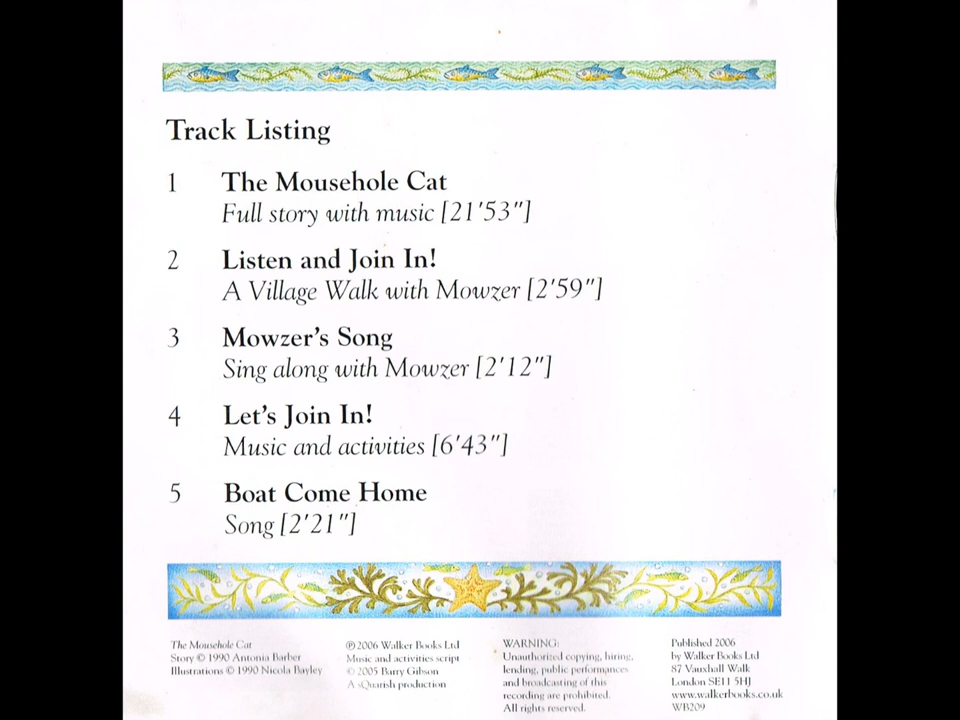 Track Listing
1 The Mousehole Cat
Full story with music [21'53"]
2 Listen and Join In!
A Village Walk with Mowzer [2'59"]
3 Mowzer's Song
Sing along with Mowzer [2'12"]
4 Let's Join In!
Music and activities [6'43"]
5 Boat Come Home
Song [2'21"]
The Mousehole Cat
Story © 1990 Antonia Barber
Illustrations © 1990 Nicola Bayley
℗ 2006 Walker Books Ltd
Music and activities script
© 2005 Barry Gibson
A sQuarish production
WARNING:
Unauthorized copying, hiring,
lending, public performances
and broadcasting of this
recording are prohibited.
All rights reserved.
Published 2006
by Walker Books Ltd
87 Vauxhall Walk
London SE11 5HJ
www.walkerbooks.co.uk
WB209